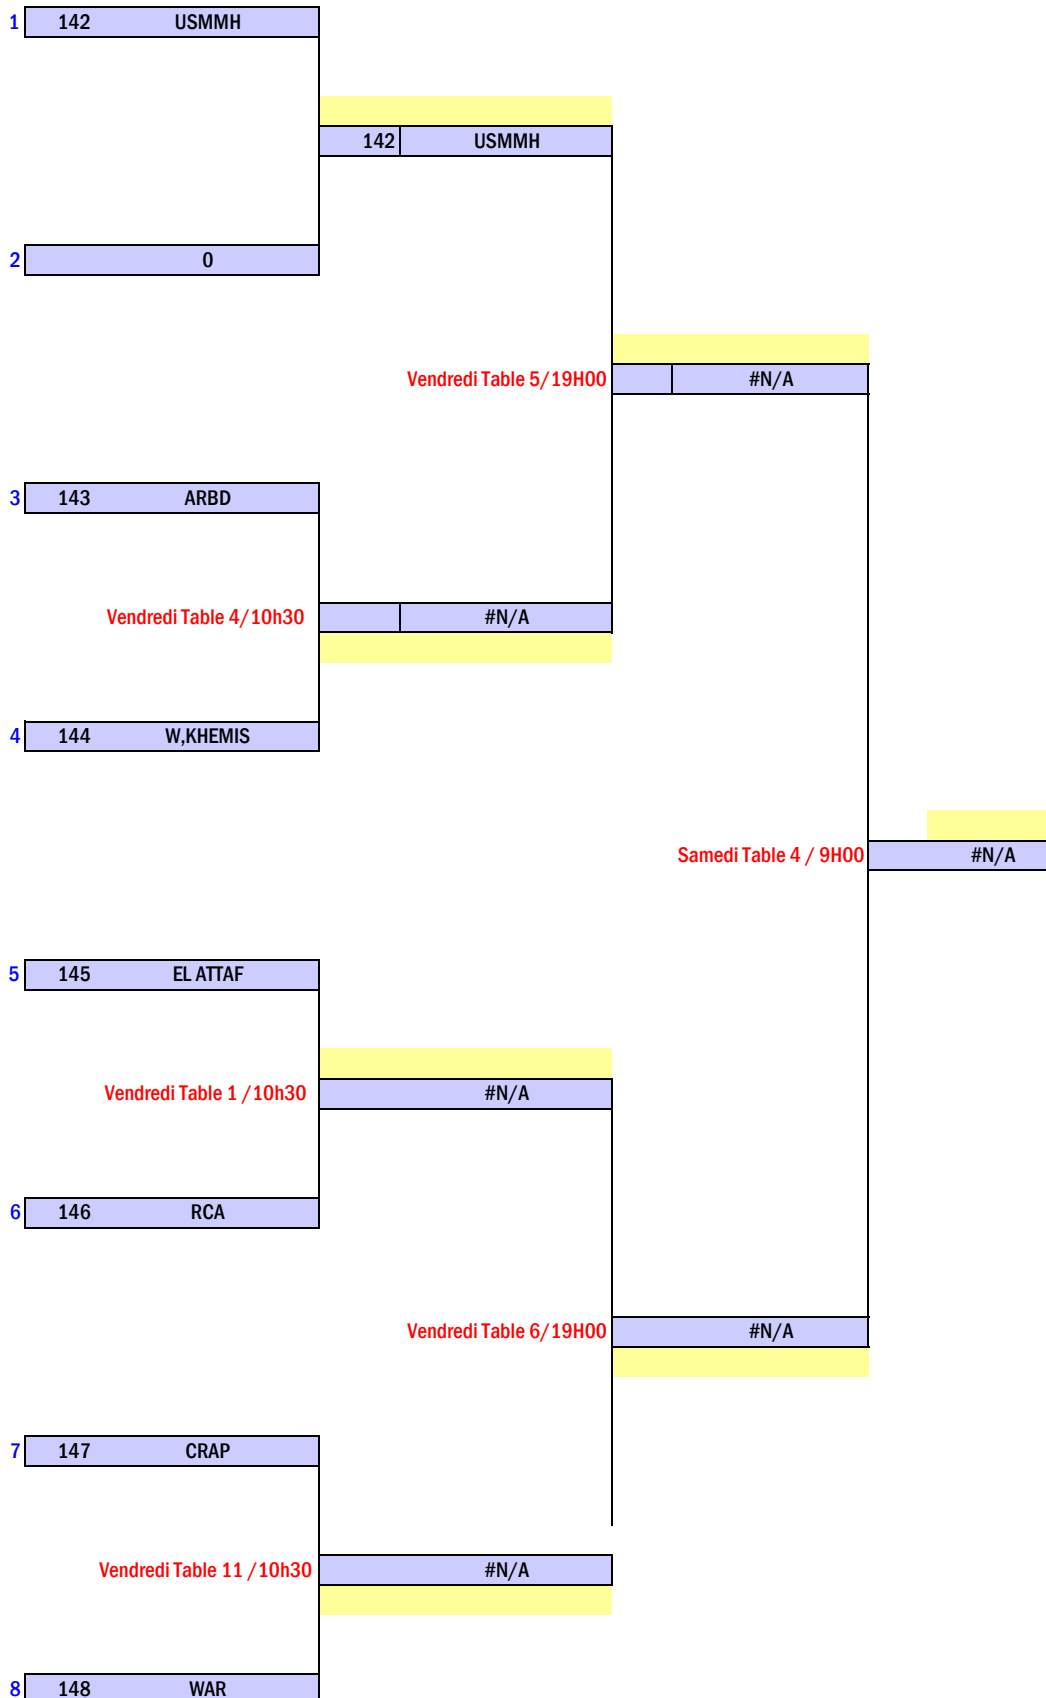 1 142 USMMH
142 USMMH
2 0
Vendredi Table 5/19H00 #N/A
3 143 ARBD
Vendredi Table 4/10h30 #N/A
4 144 W,KHEMIS
Samedi Table 4 / 9H00 #N/A
5 145 EL ATTAF
Vendredi Table 1 /10h30 #N/A
6 146 RCA
Vendredi Table 6/19H00 #N/A
7 147 CRAP
Vendredi Table 11 /10h30 #N/A
8 148 WAR